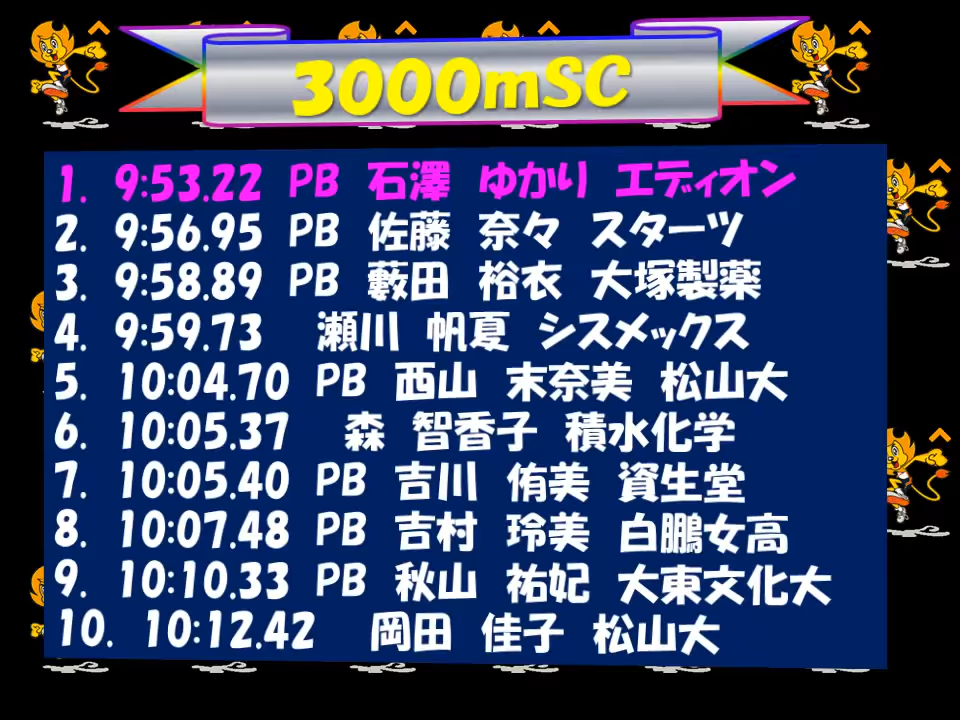 3000mSC
1. 9:53.22 PB 石澤 ゆかり エディオン
2. 9:56.95 PB 佐藤 奈々 スターツ
3. 9:58.89 PB 藪田 裕衣 大塚製薬
4. 9:59.73 瀬川 帆夏 シスメックス
5. 10:04.70 PB 西山 末奈美 松山大
6. 10:05.37 森 智香子 積水化学
7. 10:05.40 PB 吉川 侑美 資生堂
8. 10:07.48 PB 吉村 玲美 白鵬女高
9. 10:10.33 PB 秋山 祐妃 大東文化大
10. 10:12.42 岡田 佳子 松山大